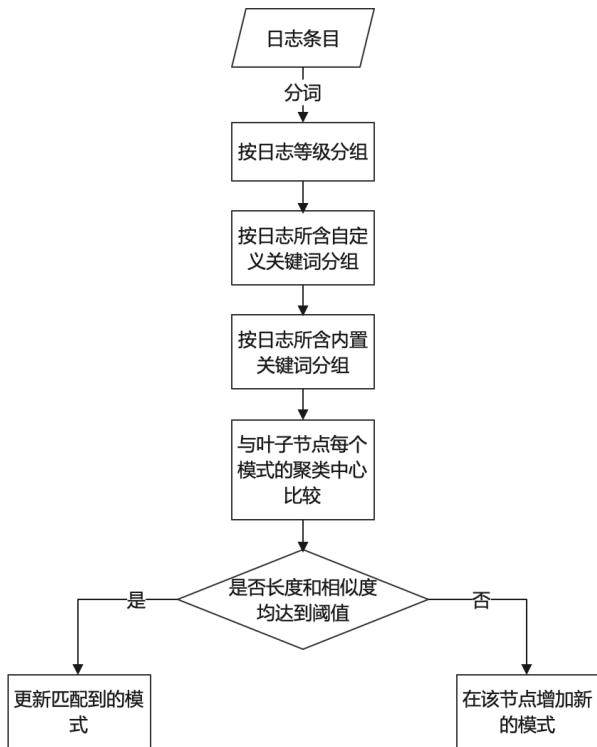 日志条目
分词
按日志等级分组
按日志所含自定
义关键词分组
按日志所含内置
关键词分组
与叶子节点每个
模式的聚类中心
比较
是否长度和相似度
均达到阈值
是
否
更新匹配到的模
式
在该节点增加新
的模式